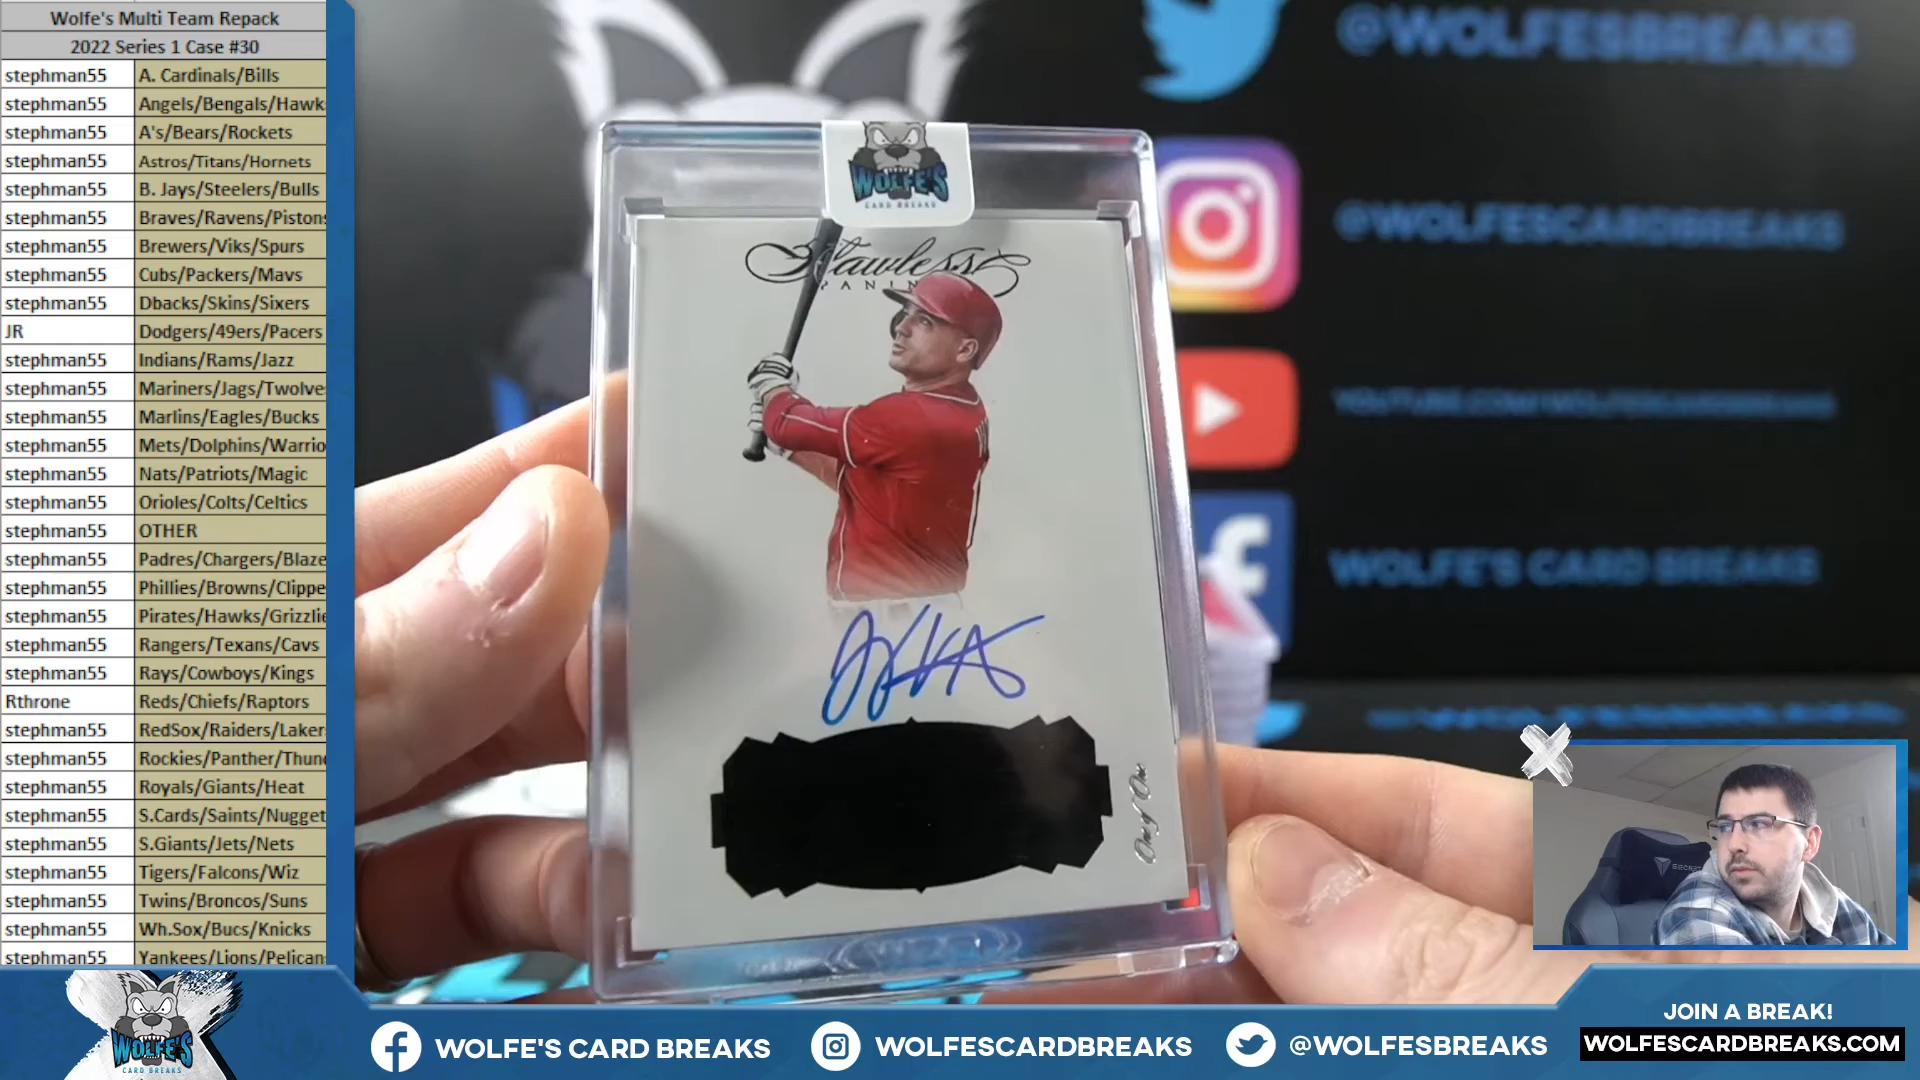 Wolfe's Multi Team Repack
2022 Series 1 Case #30
stephman55 A. Cardinals/Bills
stephman55 Angels/Bengals/Hawk
stephman55 A's/Bears/Rockets
stephman55 Astros/Titans/Hornets
stephman55 B. Jays/Steelers/Bulls
stephman55 Braves/Ravens/Pistons
stephman55 Brewers/Viks/Spurs
stephman55 Cubs/Packers/Mavs
stephman55 Dbacks/Skins/Sixers
JR Dodgers/49ers/Pacers
stephman55 Indians/Rams/Jazz
stephman55 Mariners/Jags/Twolve
stephman55 Marlins/Eagles/Bucks
stephman55 Mets/Dolphins/Warrio
stephman55 Nats/Patriots/Magic
stephman55 Orioles/Colts/Celtics
stephman55 OTHER
stephman55 Padres/Chargers/Blaze
stephman55 Phillies/Browns/Clippe
stephman55 Pirates/Hawks/Grizzlie
stephman55 Rangers/Texans/Cavs
stephman55 Rays/Cowboys/Kings
Rthrone Reds/Chiefs/Raptors
stephman55 RedSox/Raiders/Laker
stephman55 Rockies/Panther/Thun
stephman55 Royals/Giants/Heat
stephman55 S.Cards/Saints/Nugget
stephman55 S.Giants/Jets/Nets
stephman55 Tigers/Falcons/Wiz
stephman55 Twins/Broncos/Suns
stephman55 Wh.Sox/Bucs/Knicks
stephman55 Yankees/Lions/Pelican
@WOLFESBREAKS
@WOLFESCARDBREAKS
YOUTUBE.COM/WOLFESCARDBREAKS
WOLFE'S CARD BREAKS
WOLFE'S
CARD BREAKS
Flawless
PANINI
One of One
SECRET
WOLFE'S
CARD BREAKS
WOLFE'S CARD BREAKS
WOLFESCARDBREAKS
@WOLFESBREAKS
JOIN A BREAK!
WOLFESCARDBREAKS.COM